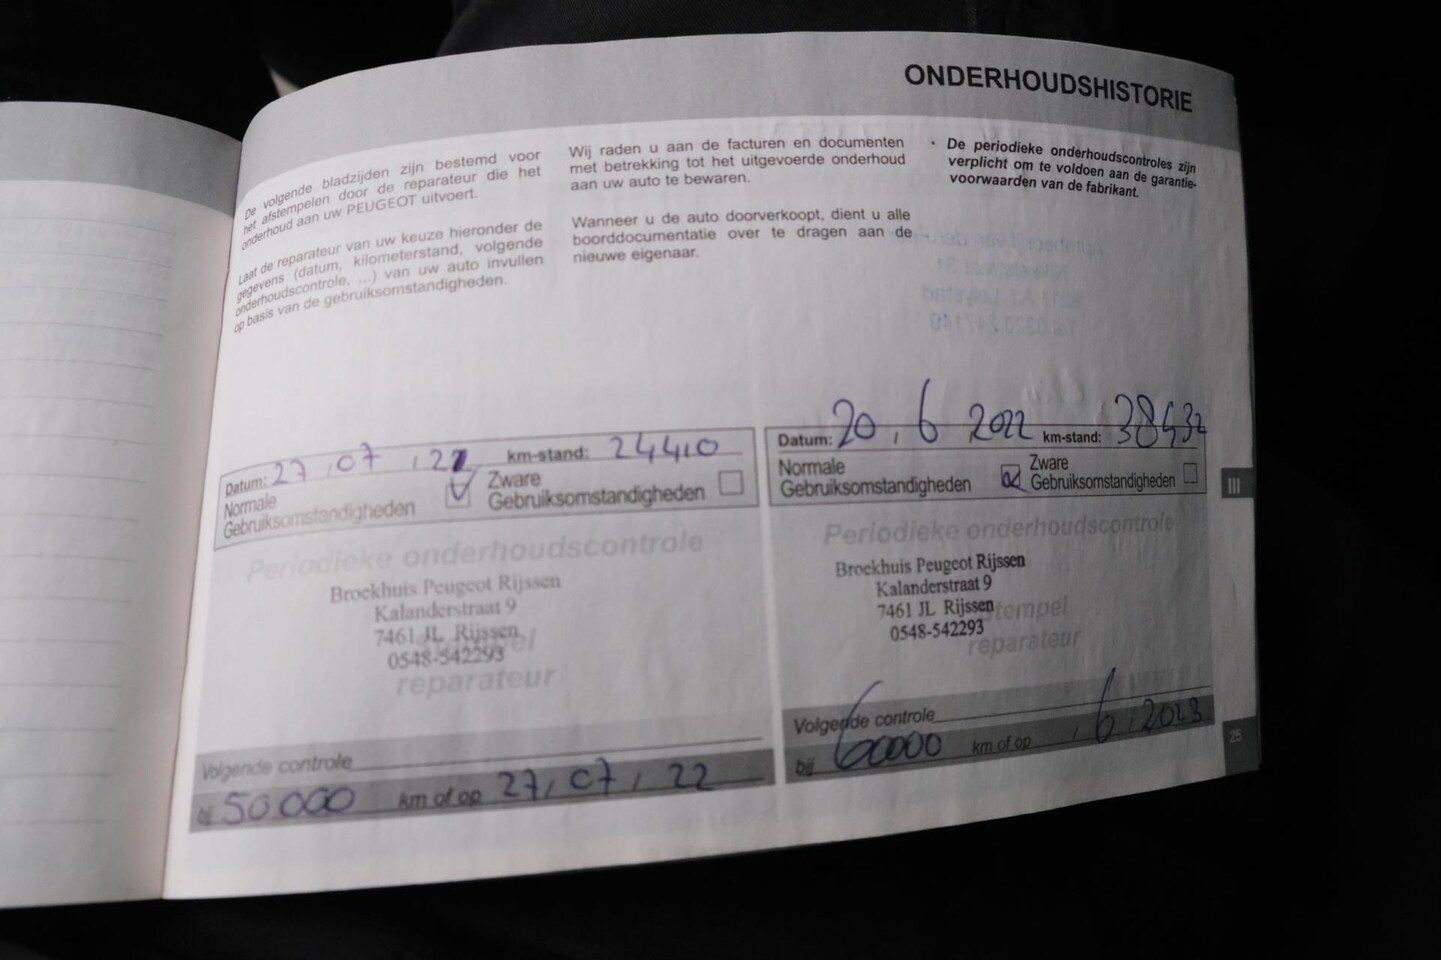 ONDERHOUDSHISTORIE
De volgende bladzijden zijn bestemd voor
het afstempelen door de reparateur die het
onderhoud aan uw PEUGEOT uitvoert.
Laat de reparateur van uw keuze hieronder de
gegevens (datum, kilometerstand, volgende
onderhoudscontrole, ...) van uw auto invullen
op basis van de gebruiksomstandigheden.
Wij raden u aan de facturen en documenten
met betrekking tot het uitgevoerde onderhoud
aan uw auto te bewaren.
Wanneer u de auto doorverkoopt, dient u alle
boorddocumentatie over te dragen aan de
nieuwe eigenaar.
• De periodieke onderhoudscontroles zijn
verplicht om te voldoen aan de garantie-
voorwaarden van de fabrikant.
Datum: 27,07, km-stand: 24410
Normale
Gebruiksomstandigheden
Zware
Gebruiksomstandigheden
Periodieke onderhoudscontrole
Broekhuis Peugeot Rijssen
Kalanderstraat 9
7461 JL Rijssen
0548-542293
stempel
reparateur
Volgende controle
bij 50.000 km of op 27,07,22
Datum: 20,6 2022 km-stand: 38432
Normale
Gebruiksomstandigheden
Zware
Gebruiksomstandigheden
Periodieke onderhoudscontrole
Broekhuis Peugeot Rijssen
Kalanderstraat 9
7461 JL Rijssen
0548-542293
stempel
reparateur
Volgende controle
bij 60000 km of op , 6, 2023
III
25